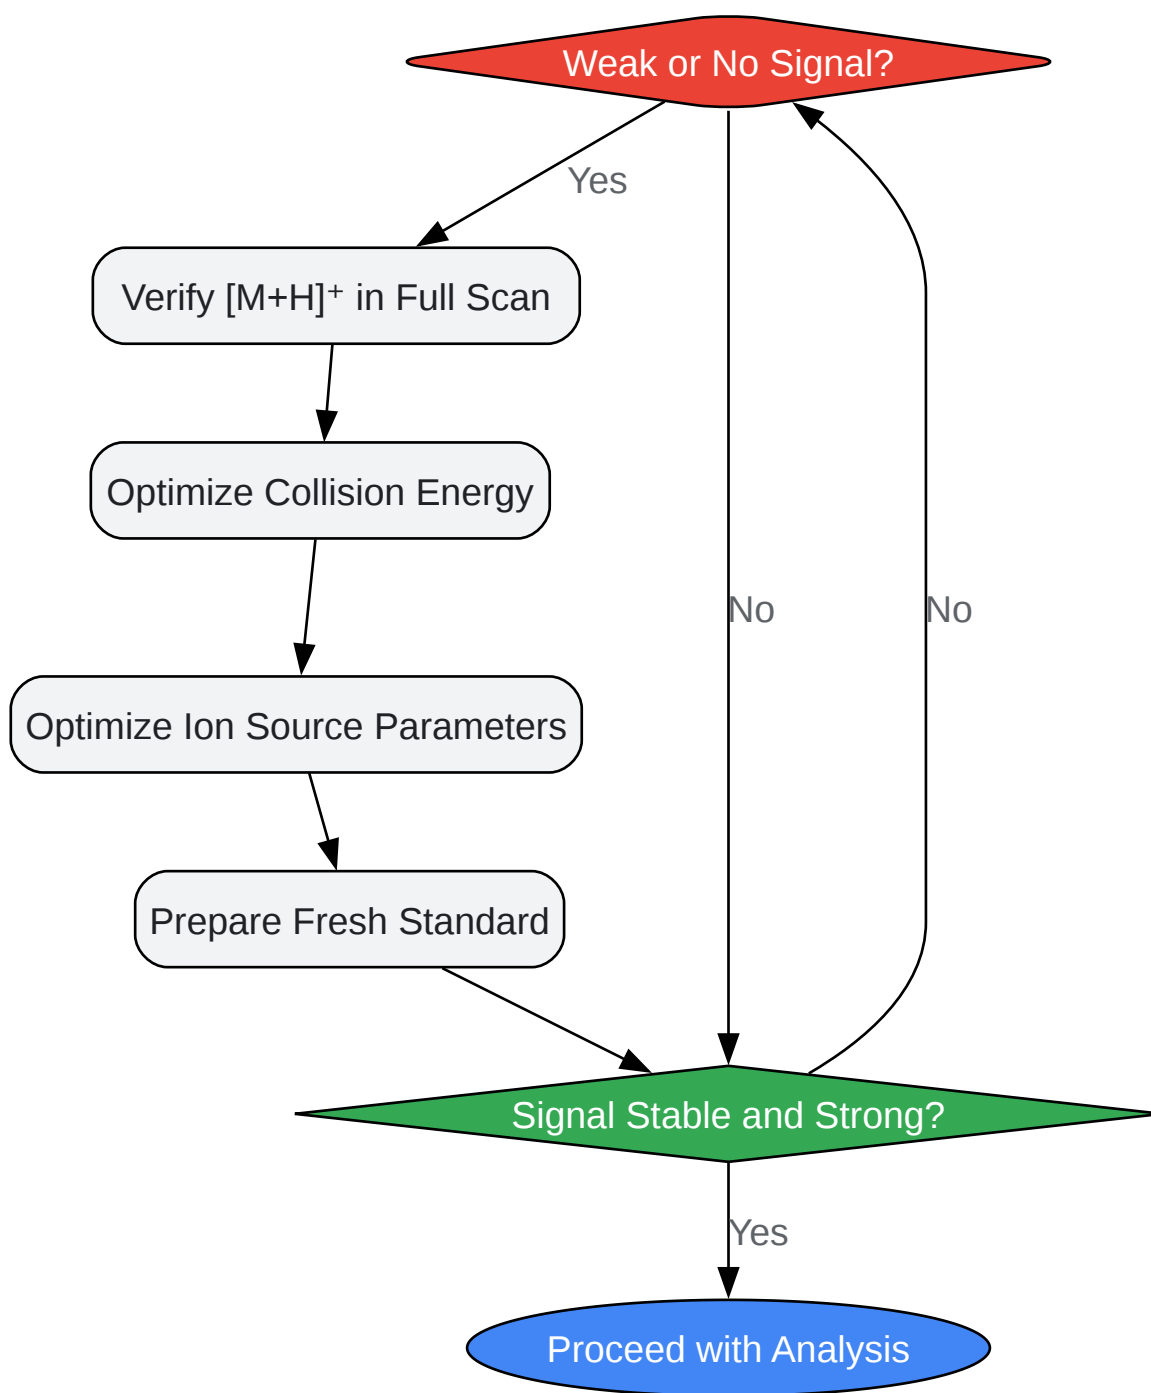 Weak or No Signal?
Yes
Verify [M+H]⁺ in Full Scan
Optimize Collision Energy
No
No
Optimize Ion Source Parameters
Prepare Fresh Standard
Signal Stable and Strong?
Yes
Proceed with Analysis